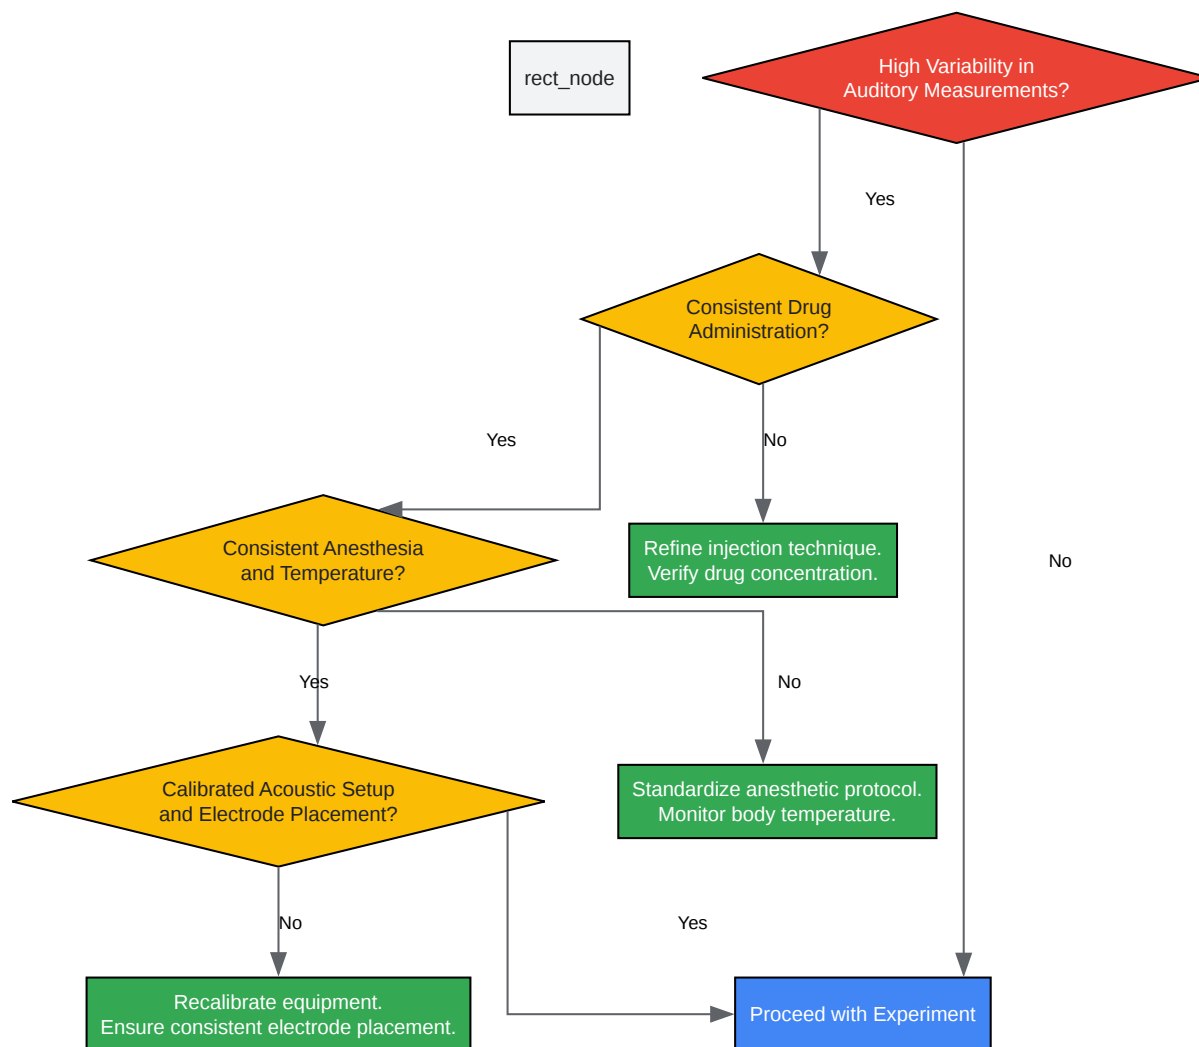 rect_node
High Variability in
Auditory Measurements?
Yes
Consistent Drug
Administration?
Yes
No
Consistent Anesthesia
and Temperature?
Refine injection technique.
Verify drug concentration.
No
Yes
No
Calibrated Acoustic Setup
and Electrode Placement?
Standardize anesthetic protocol.
Monitor body temperature.
No
Yes
Recalibrate equipment.
Ensure consistent electrode placement.
Proceed with Experiment